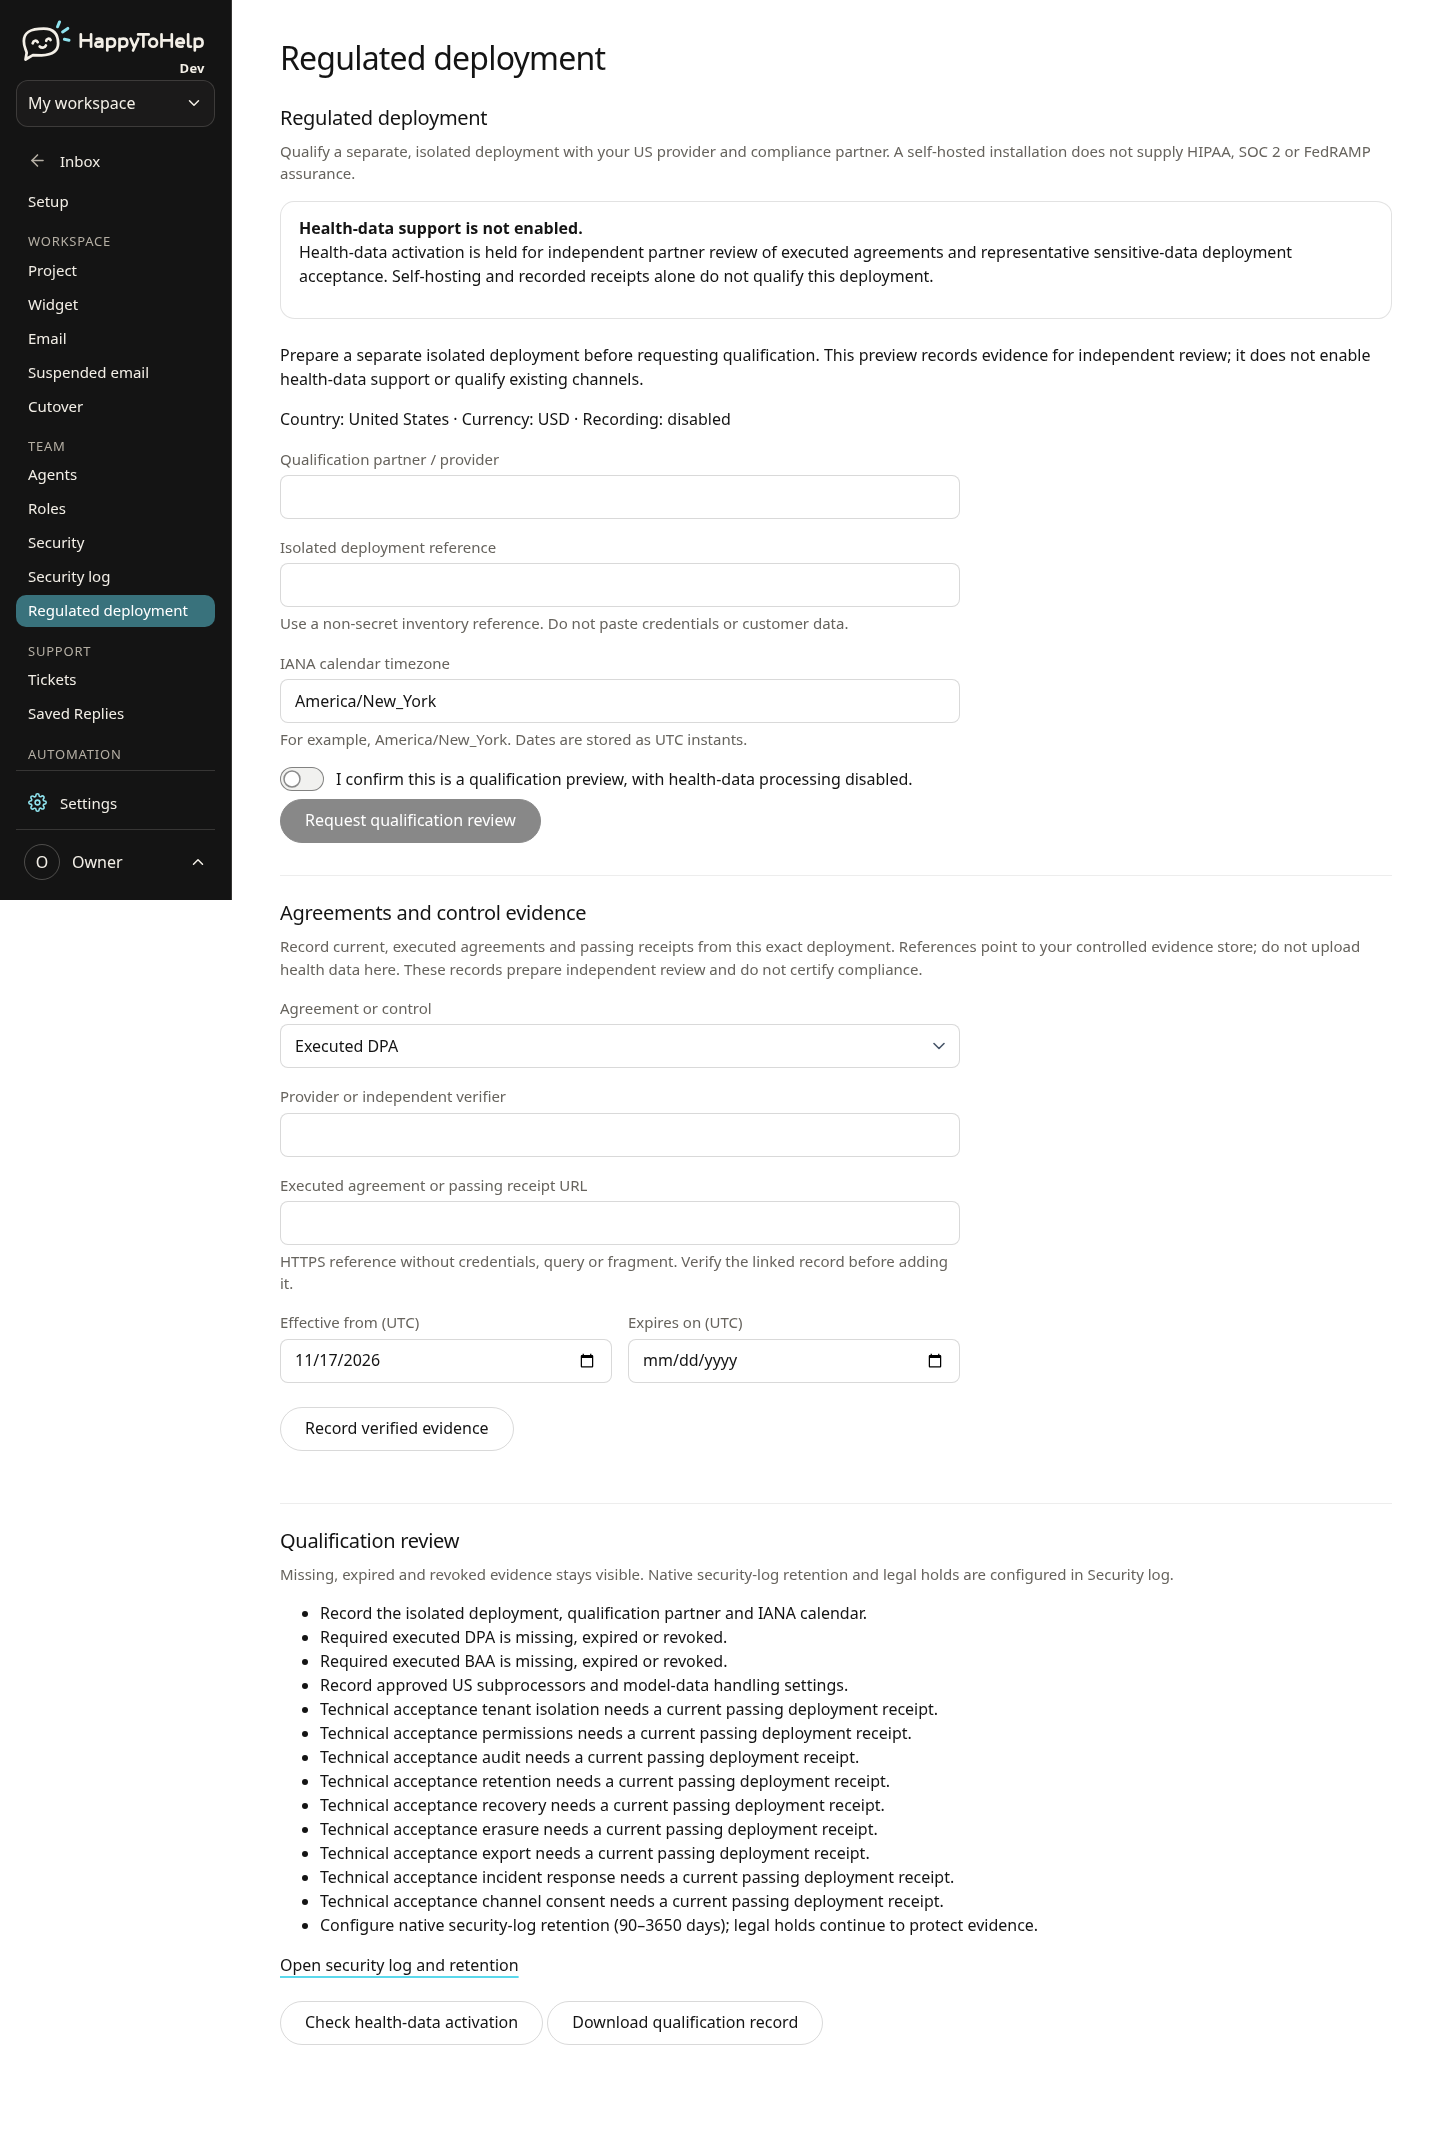 HappyToHelp
Dev
My workspace
Inbox
Setup
WORKSPACE
Project
Widget
Email
Suspended email
Cutover
TEAM
Agents
Roles
Security
Security log
Regulated deployment
SUPPORT
Tickets
Saved Replies
AUTOMATION
Settings
O Owner
Regulated deployment
Regulated deployment
Qualify a separate, isolated deployment with your US provider and compliance partner. A self-hosted installation does not supply HIPAA, SOC 2 or FedRAMP
assurance.
Health-data support is not enabled.
Health-data activation is held for independent partner review of executed agreements and representative sensitive-data deployment
acceptance. Self-hosting and recorded receipts alone do not qualify this deployment.
Prepare a separate isolated deployment before requesting qualification. This preview records evidence for independent review; it does not enable
health-data support or qualify existing channels.
Country: United States · Currency: USD · Recording: disabled
Qualification partner / provider
Isolated deployment reference
Use a non-secret inventory reference. Do not paste credentials or customer data.
IANA calendar timezone
America/New_York
For example, America/New_York. Dates are stored as UTC instants.
I confirm this is a qualification preview, with health-data processing disabled.
Request qualification review
Agreements and control evidence
Record current, executed agreements and passing receipts from this exact deployment. References point to your controlled evidence store; do not upload
health data here. These records prepare independent review and do not certify compliance.
Agreement or control
Executed DPA
Provider or independent verifier
Executed agreement or passing receipt URL
HTTPS reference without credentials, query or fragment. Verify the linked record before adding
it.
Effective from (UTC) Expires on (UTC)
11/17/2026 mm/dd/yyyy
Record verified evidence
Qualification review
Missing, expired and revoked evidence stays visible. Native security-log retention and legal holds are configured in Security log.
• Record the isolated deployment, qualification partner and IANA calendar.
• Required executed DPA is missing, expired or revoked.
• Required executed BAA is missing, expired or revoked.
• Record approved US subprocessors and model-data handling settings.
• Technical acceptance tenant isolation needs a current passing deployment receipt.
• Technical acceptance permissions needs a current passing deployment receipt.
• Technical acceptance audit needs a current passing deployment receipt.
• Technical acceptance retention needs a current passing deployment receipt.
• Technical acceptance recovery needs a current passing deployment receipt.
• Technical acceptance erasure needs a current passing deployment receipt.
• Technical acceptance export needs a current passing deployment receipt.
• Technical acceptance incident response needs a current passing deployment receipt.
• Technical acceptance channel consent needs a current passing deployment receipt.
• Configure native security-log retention (90–3650 days); legal holds continue to protect evidence.
Open security log and retention
Check health-data activation Download qualification record